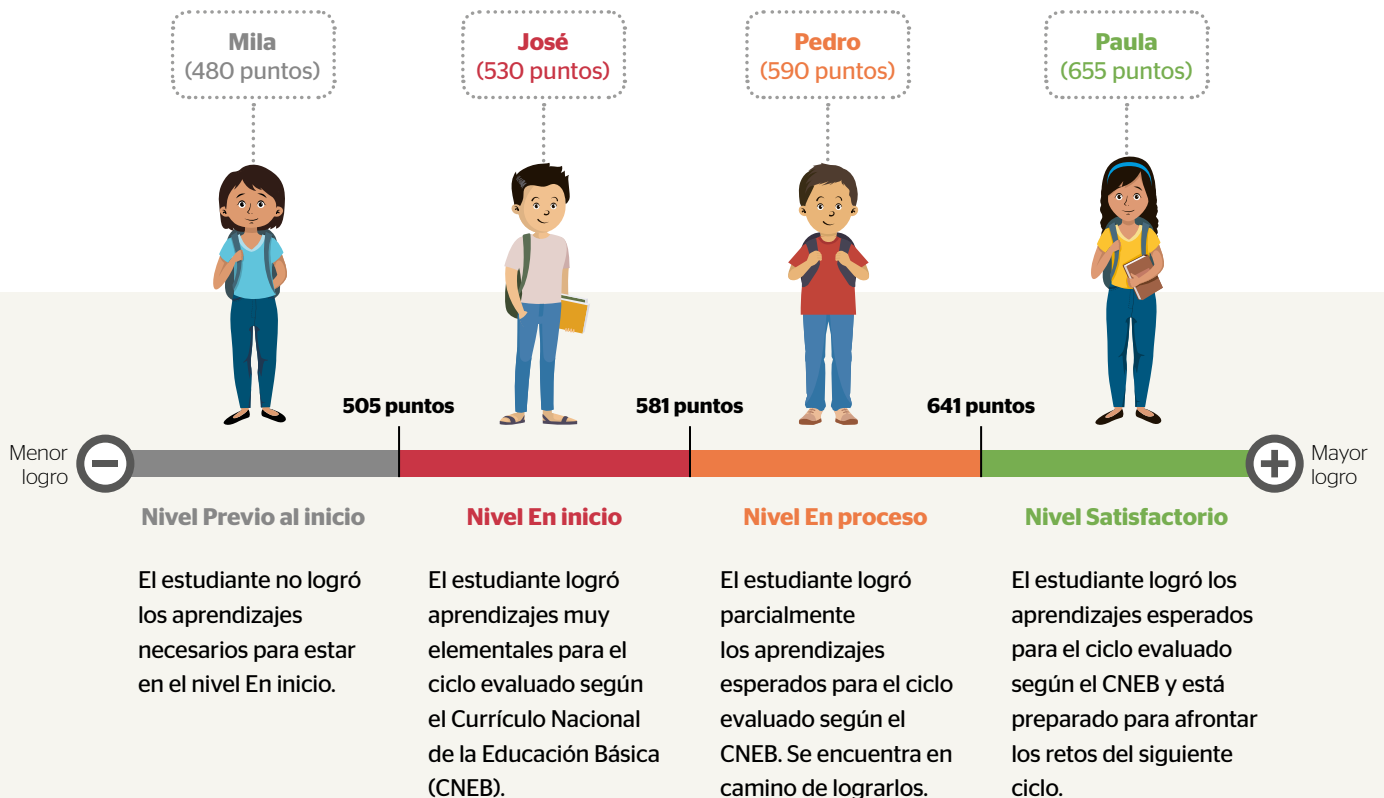 Mila
(480 puntos)
José
(530 puntos)
Pedro
(590 puntos)
Paula
(655 puntos)
505 puntos
581 puntos
641 puntos
Menor
logro
Mayor
logro
Nivel Previo al inicio
El estudiante no logró
los aprendizajes
necesarios para estar
en el nivel En inicio.
Nivel En inicio
El estudiante logró
aprendizajes muy
elementales para el
ciclo evaluado según
el Currículo Nacional
de la Educación Básica
(CNEB).
Nivel En proceso
El estudiante logró
parcialmente
los aprendizajes
esperados para el ciclo
evaluado según el
CNEB. Se encuentra en
camino de lograrlos.
Nivel Satisfactorio
El estudiante logró los
aprendizajes esperados
para el ciclo evaluado
según el CNEB y está
preparado para afrontar
los retos del siguiente
ciclo.